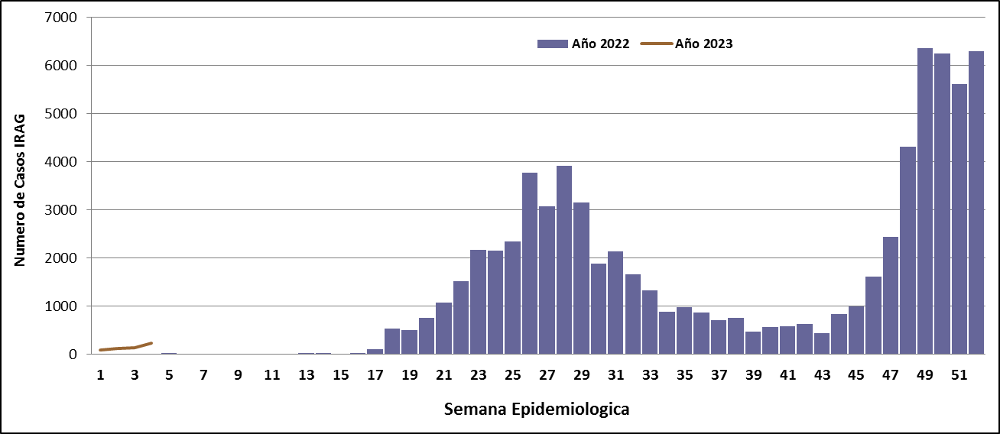 7000
6000
5000
4000
3000
2000
1000
0
Numero de Casos IRAG
Año 2022 Año 2023
1 3 5 7 9 11 13 15 17 19 21 23 25 27 29 31 33 35 37 39 41 43 45 47 49 51
Semana Epidemiologica